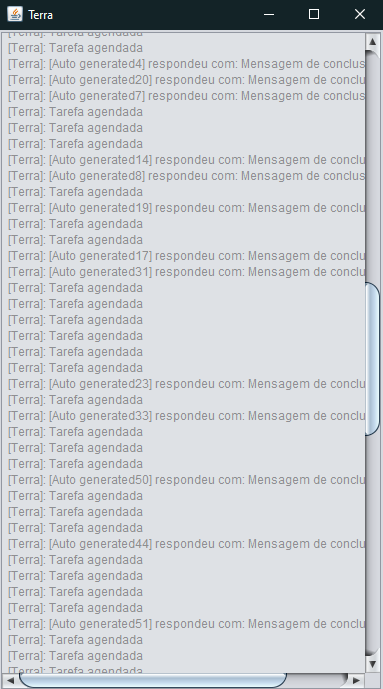 Terra
[Terra]: Tarefa agendada
[Terra]: Tarefa agendada
[Terra]: [Auto generated4] respondeu com: Mensagem de conclus
[Terra]: [Auto generated20] respondeu com: Mensagem de conclu
[Terra]: [Auto generated7] respondeu com: Mensagem de conclus
[Terra]: Tarefa agendada
[Terra]: Tarefa agendada
[Terra]: Tarefa agendada
[Terra]: [Auto generated14] respondeu com: Mensagem de conclu
[Terra]: [Auto generated8] respondeu com: Mensagem de conclus
[Terra]: Tarefa agendada
[Terra]: [Auto generated19] respondeu com: Mensagem de conclu
[Terra]: Tarefa agendada
[Terra]: Tarefa agendada
[Terra]: [Auto generated17] respondeu com: Mensagem de conclu
[Terra]: [Auto generated31] respondeu com: Mensagem de conclu
[Terra]: Tarefa agendada
[Terra]: Tarefa agendada
[Terra]: Tarefa agendada
[Terra]: Tarefa agendada
[Terra]: Tarefa agendada
[Terra]: Tarefa agendada
[Terra]: [Auto generated23] respondeu com: Mensagem de conclu
[Terra]: Tarefa agendada
[Terra]: [Auto generated33] respondeu com: Mensagem de conclu
[Terra]: Tarefa agendada
[Terra]: Tarefa agendada
[Terra]: Tarefa agendada
[Terra]: [Auto generated50] respondeu com: Mensagem de conclu
[Terra]: Tarefa agendada
[Terra]: Tarefa agendada
[Terra]: Tarefa agendada
[Terra]: [Auto generated44] respondeu com: Mensagem de conclu
[Terra]: Tarefa agendada
[Terra]: Tarefa agendada
[Terra]: Tarefa agendada
[Terra]: Tarefa agendada
[Terra]: [Auto generated51] respondeu com: Mensagem de conclu
[Terra]: Tarefa agendada
[Terra]: Tarefa agendada
[Terra]: Tarefa agendada